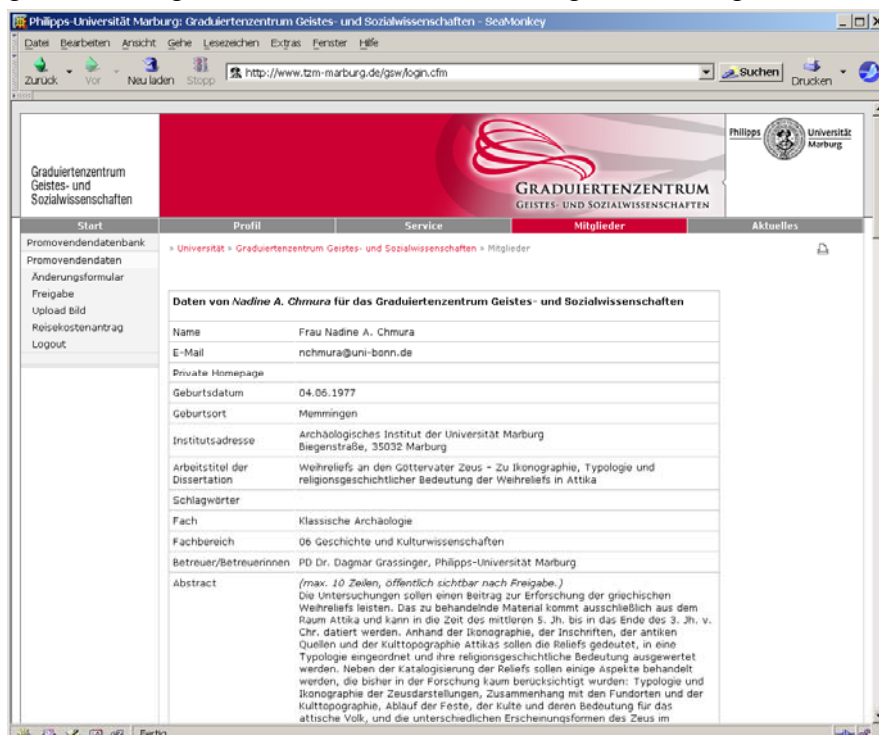 Philipps-Universität Marburg: Graduiertenzentrum Geistes- und Sozialwissenschaften - SeaMonkey
Datei Bearbeiten Ansicht Gehe Lesezeichen Extras Fenster Hilfe
Zurück Vor Neu laden Stopp http://www.tzm-marburg.de/gsw/login.cfm Suchen Drucken
Graduiertenzentrum
Geistes- und
Sozialwissenschaften
GRADUIERTENZENTRUM
GEISTES- UND SOZIALWISSENSCHAFTEN
Philipps Universität
Marburg
Start Profil Service Mitglieder Aktuelles
Promovendendatenbank
Promovendendaten
Änderungsformular
Freigabe
Upload Bild
Reisekostenantrag
Logout
» Universität » Graduiertenzentrum Geistes- und Sozialwissenschaften » Mitglieder
Daten von Nadine A. Chmura für das Graduiertenzentrum Geistes- und Sozialwissenschaften
Name Frau Nadine A. Chmura
E-Mail nchmura@uni-bonn.de
Private Homepage
Geburtsdatum 04.06.1977
Geburtsort Memmingen
Institutsadresse Archäologisches Institut der Universität Marburg
Biegenstraße, 35032 Marburg
Arbeitstitel der Dissertation Weihreliefs an den Göttervater Zeus - Zu Ikonographie, Typologie und
religionsgeschichtlicher Bedeutung der Weihreliefs in Attika
Schlagwörter
Fach Klassische Archäologie
Fachbereich 06 Geschichte und Kulturwissenschaften
Betreuer/Betreuerinnen PD Dr. Dagmar Grassinger, Philipps-Universität Marburg
Abstract (max. 10 Zeilen, öffentlich sichtbar nach Freigabe.)
Die Untersuchungen sollen einen Beitrag zur Erforschung der griechischen
Weihreliefs leisten. Das zu behandelnde Material kommt ausschließlich aus dem
Raum Attika und kann in die Zeit des mittleren 5. Jh. bis in das Ende des 3. Jh. v.
Chr. datiert werden. Anhand der Ikonographie, der Inschriften, der antiken
Quellen und der Kulttopographie Attikas sollen die Reliefs gedeutet, in eine
Typologie eingeordnet und ihre religionsgeschichtliche Bedeutung ausgewertet
werden. Neben der Katalogisierung der Reliefs sollen einige Aspekte behandelt
werden, die bisher in der Forschung kaum berücksichtigt wurden: Typologie und
Ikonographie der Zeusdarstellungen, Zusammenhang mit den Fundorten und der
Kulttopographie, Ablauf der Feste, der Kulte und deren Bedeutung für das
attische Volk, und die unterschiedlichen Erscheinungsformen des Zeus im
Fertig